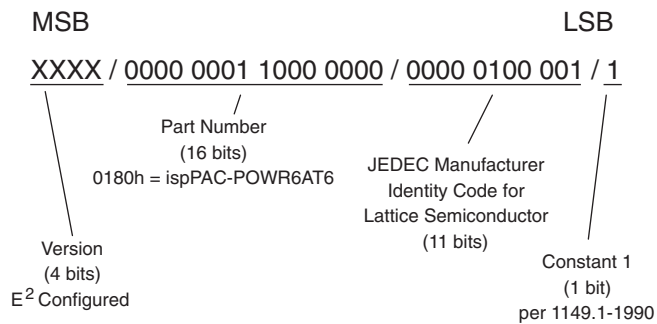 MSB LSB
XXXX / 0000 0001 1000 0000 / 0000 0100 001 / 1
Part Number
(16 bits)
0180h = ispPAC-POWR6AT6
JEDEC Manufacturer
Identity Code for
Lattice Semiconductor
(11 bits)
Version
(4 bits)
E2 Configured
Constant 1
(1 bit)
per 1149.1-1990